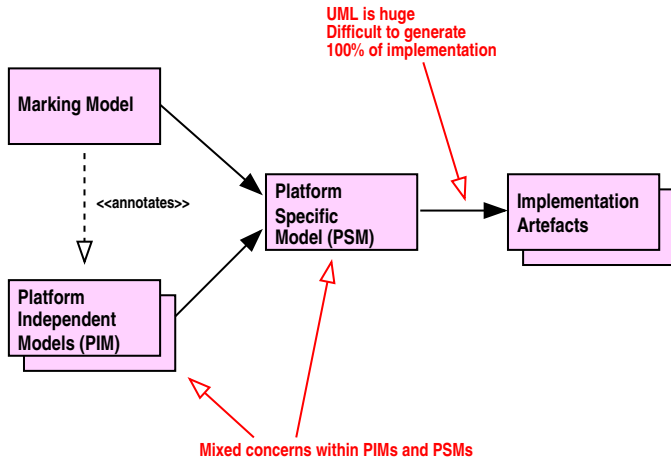 UML is huge
Difficult to generate
100% of implementation
Marking Model
<<annotates>>
Platform
Specific
Model (PSM)
Implementation
Artefacts
Platform
Independent
Models (PIM)
Mixed concerns within PIMs and PSMs